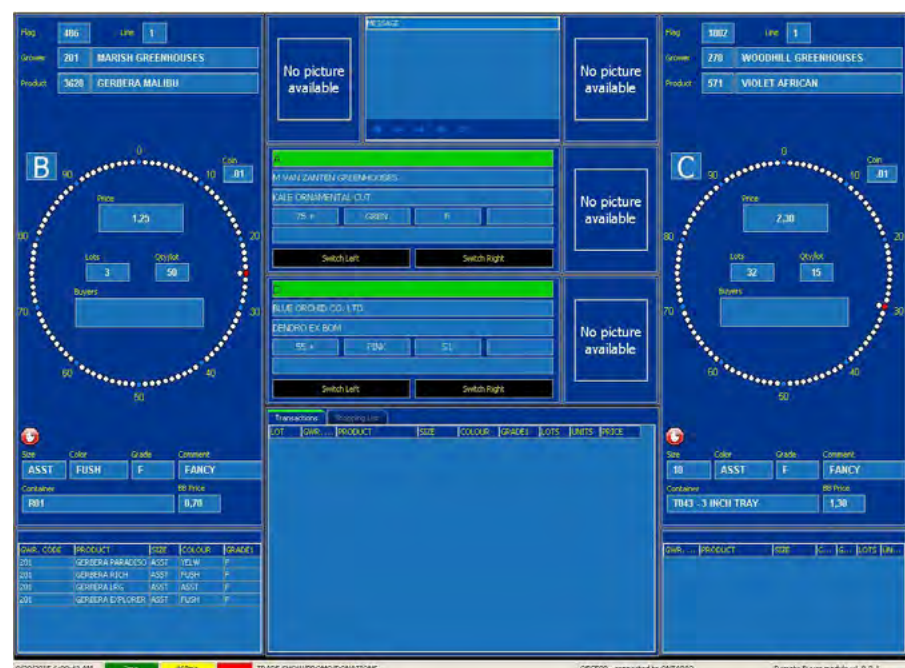 Flag 486 Line 1
Grower 201 MARISH GREENHOUSES
Product 3628 GERBERA MALIBU
B
0
10
20
30
40
50
60
70
80
90
Coin .01
Price
1.25
Lots Qty/lot
3 50
Buyers
Size Color Grade Comment
ASST FUSH F FANCY
Container BB Price
R01 0,70
GWR. CODE PRODUCT SIZE COLOUR GRADE1
201 GERBERA PARADISO ASST YELW F
201 GERBERA RICH ASST FUSH F
201 GERBERA LRG ASST ASST F
201 GERBERA EXPLORER ASST FUSH F
No picture available
MESSAGE
No picture available
A
M VAN ZANTEN GREENHOUSES
KALE ORNAMENTAL CUT
75 + GREEN
Switch Left Switch Right
No picture available
D
BLUE ORCHID CO. LTD.
DENDRO EX BOM
55 + PINK S1
Switch Left Switch Right
No picture available
Transactions Shopping List
LOT GWR. ... PRODUCT SIZE COLOUR GRADE1 LOTS UNITS PRICE
Flag 1002 Line 1
Grower 270 WOODHILL GREENHOUSES
Product 571 VIOLET AFRICAN
C
0
10
20
30
40
50
60
70
80
90
Coin .01
Price
2,30
Lots Qty/lot
32 15
Buyers
Size Color Grade Comment
10 ASST F FANCY
Container BB Price
T043 - 3 INCH TRAY 1,30
GWR. ... PRODUCT SIZE C... G... LOTS UN...